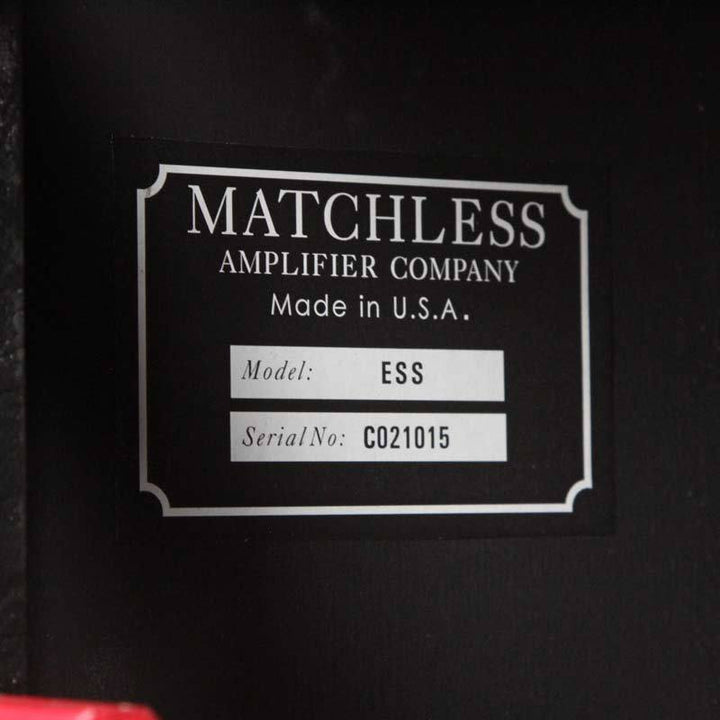 MATCHLESS
AMPLIFIER COMPANY
Made in U.S.A.
Model: ESS
Serial No: C021015